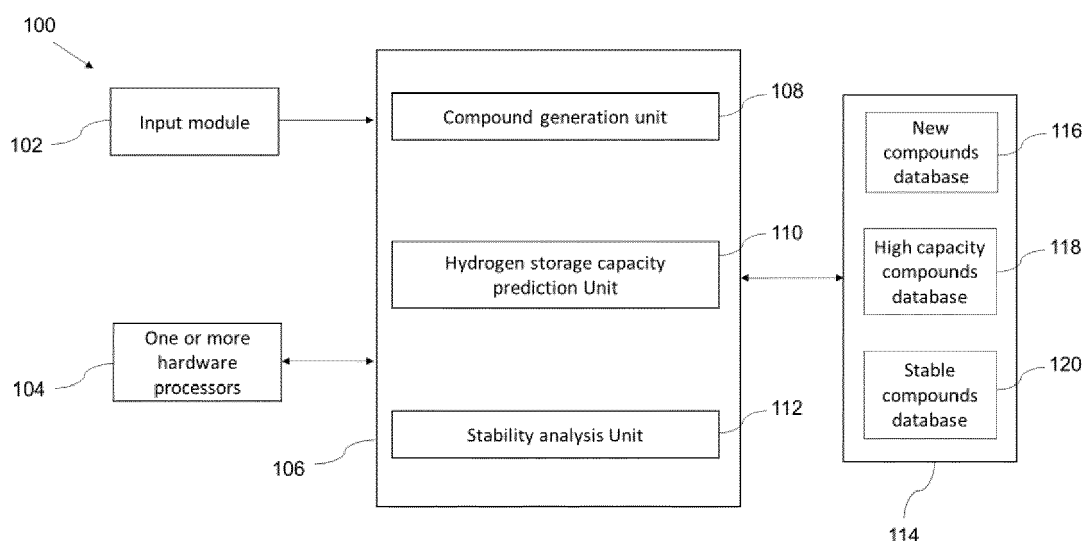 100
Input module
102
Compound generation unit
108
New
compounds
database
116
Hydrogen storage capacity
prediction Unit
110
High capacity
compounds
database
118
One or more
hardware
processors
104
Stability analysis Unit
112
106
Stable
compounds
database
120
114